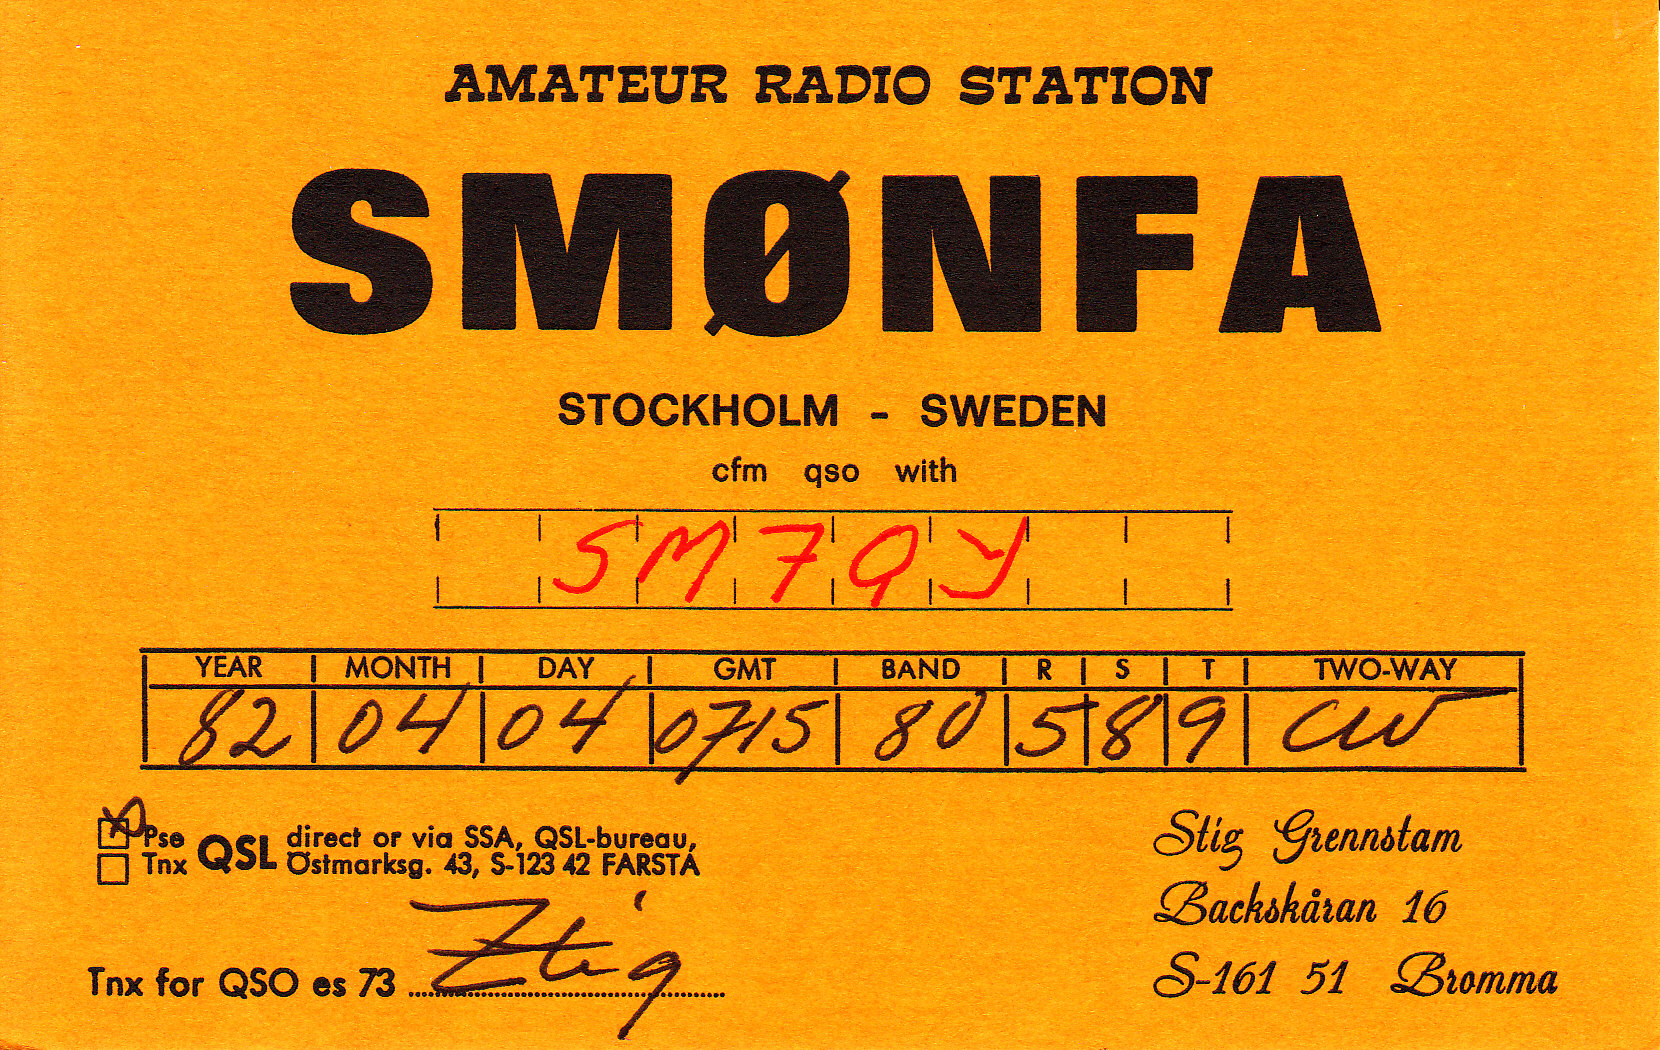 AMATEUR RADIO STATION
SMØNFA
STOCKHOLM - SWEDEN
cfm qso with
SM7QY
YEAR MONTH DAY GMT BAND R S T TWO-WAY
82 04 04 0715 80 5 8 9 CW
Pse QSL direct or via SSA, QSL-bureau,
Tnx Östmarksg. 43, S-123 42 FARSTA
Tnx for QSO es 73 Stig
Stig Grennstam
Backskåran 16
S-161 51 Bromma